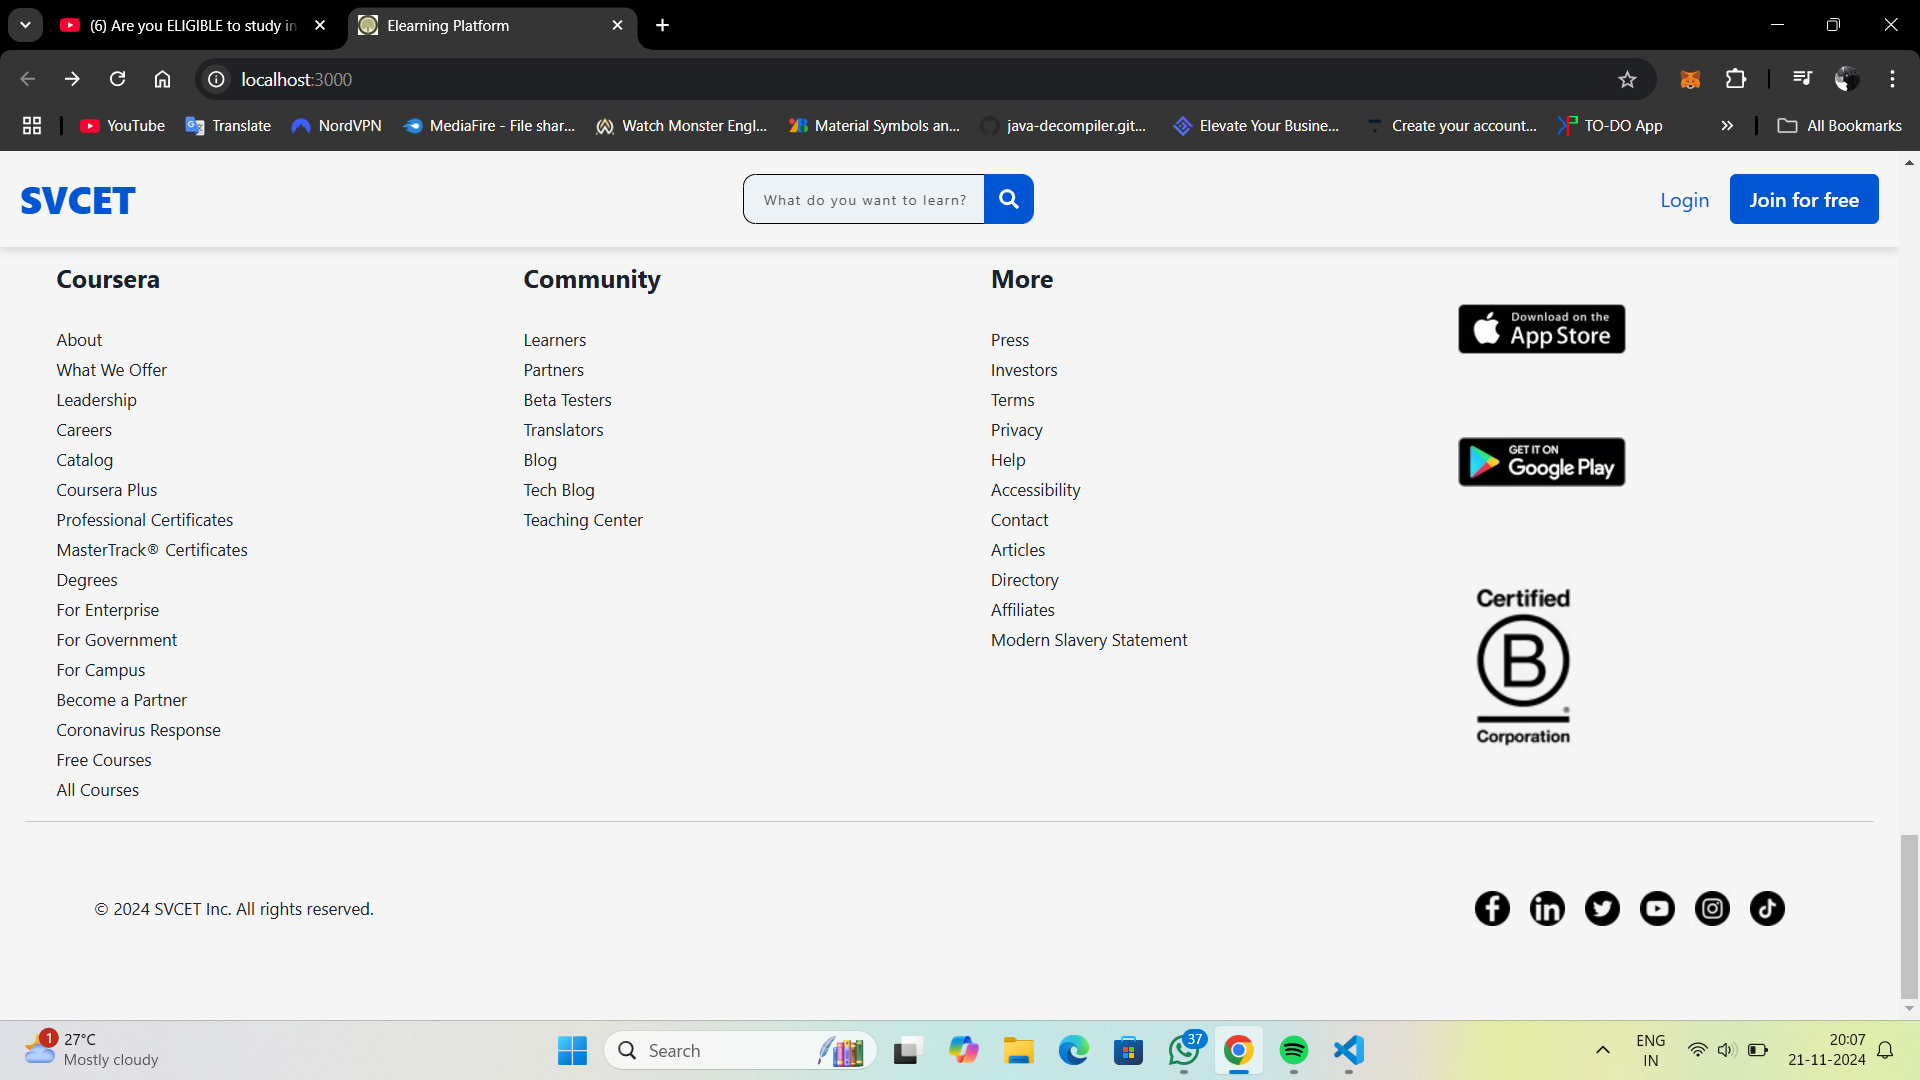 (6) Are you ELIGIBLE to study in
Elearning Platform
localhost:3000
YouTube
Translate
NordVPN
MediaFire - File shar...
Watch Monster Engl...
Material Symbols an...
java-decompiler.git...
Elevate Your Busine...
Create your account...
TO-DO App
All Bookmarks
SVCET
What do you want to learn?
Login
Join for free
Coursera
About
What We Offer
Leadership
Careers
Catalog
Coursera Plus
Professional Certificates
MasterTrack® Certificates
Degrees
For Enterprise
For Government
For Campus
Become a Partner
Coronavirus Response
Free Courses
All Courses
Community
Learners
Partners
Beta Testers
Translators
Blog
Tech Blog
Teaching Center
More
Press
Investors
Terms
Privacy
Help
Accessibility
Contact
Articles
Directory
Affiliates
Modern Slavery Statement
Download on the
App Store
GET IT ON
Google Play
Certified
B
®
Corporation
© 2024 SVCET Inc. All rights reserved.
1
27°C
Mostly cloudy
Search
37
ENG
IN
20:07
21-11-2024